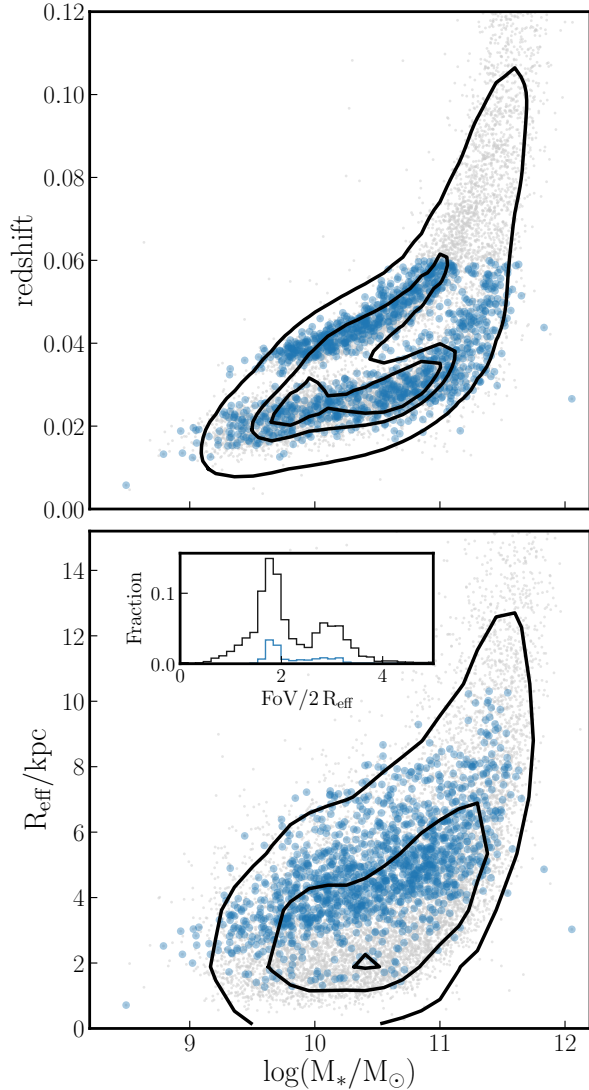 0.12
0.10
0.08
0.06
0.04
0.02
0.00
redshift
14
12
10
8
6
4
2
0
R_eff/kpc
0.1
0.0
Fraction
0 2 4
FoV/2 R_eff
9 10 11 12
log(M_*/M_⊙)